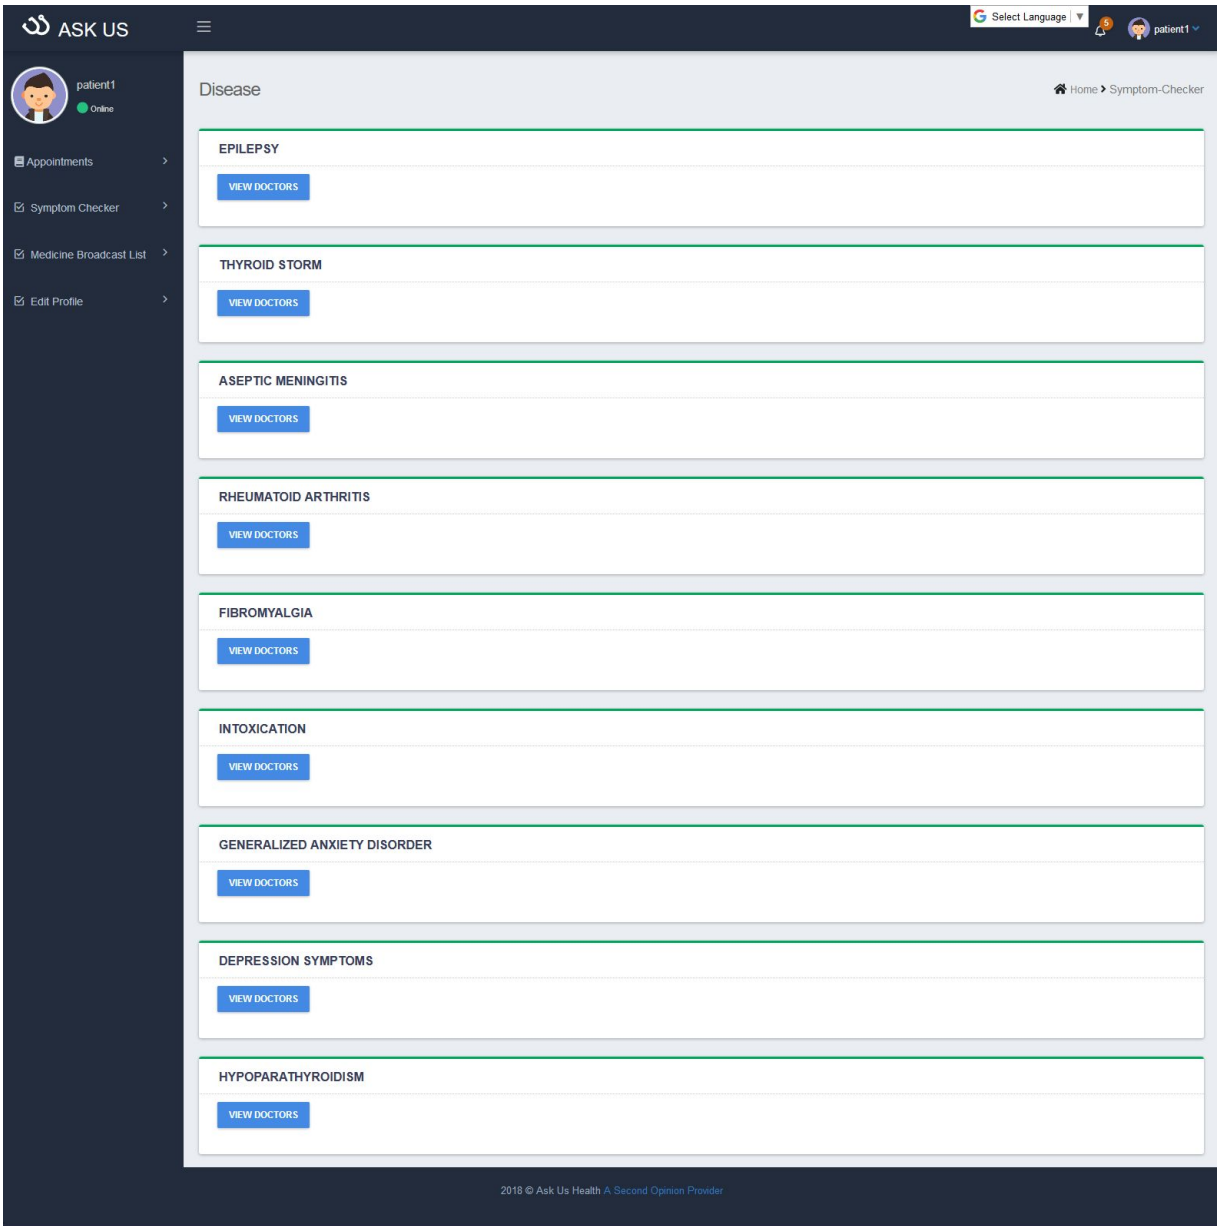 ASK US
Select Language ▼
5
patient1
patient1
Online
Appointments
Symptom Checker
Medicine Broadcast List
Edit Profile
Disease
Home > Symptom-Checker
EPILEPSY
VIEW DOCTORS
THYROID STORM
VIEW DOCTORS
ASEPTIC MENINGITIS
VIEW DOCTORS
RHEUMATOID ARTHRITIS
VIEW DOCTORS
FIBROMYALGIA
VIEW DOCTORS
INTOXICATION
VIEW DOCTORS
GENERALIZED ANXIETY DISORDER
VIEW DOCTORS
DEPRESSION SYMPTOMS
VIEW DOCTORS
HYPOPARATHYROIDISM
VIEW DOCTORS
2018 © Ask Us Health A Second Opinion Provider